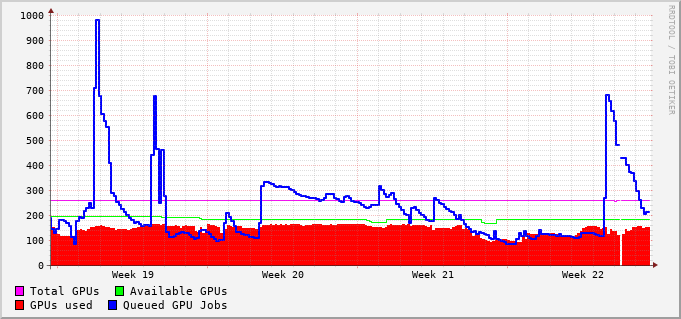 1000
900
800
700
600
500
400
300
200
100
0
Week 19 Week 20 Week 21 Week 22
Total GPUs Available GPUs
GPUs used Queued GPU Jobs
RRDTOOL / TOBI OETIKER